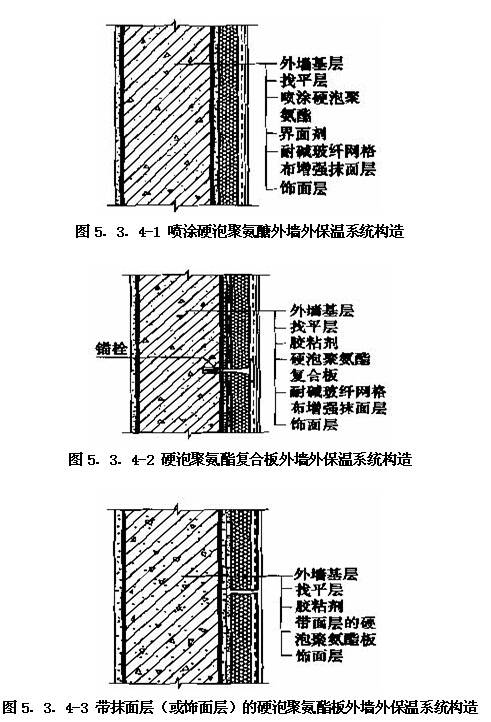 外墙基层
找平层
喷涂硬泡聚
氨酯
界面剂
耐碱玻纤网格
布增强抹面层
饰面层
图5. 3. 4-1 喷涂硬泡聚氨醣外墙外保温系统构造
外墙基层
找平层
胶粘剂
锚栓
硬泡聚氨酯
复合板
耐碱玻纤网格
布增强抹面层
饰面层
图5. 3. 4-2 硬泡聚氨酯复合板外墙外保温系统构造
外墙基层
找平层
胶粘剂
带面层的硬
泡聚氨酯板
饰面层
图5. 3. 4-3 带抹面层（或饰面层）的硬泡聚氨酯板外墙外保温系统构造